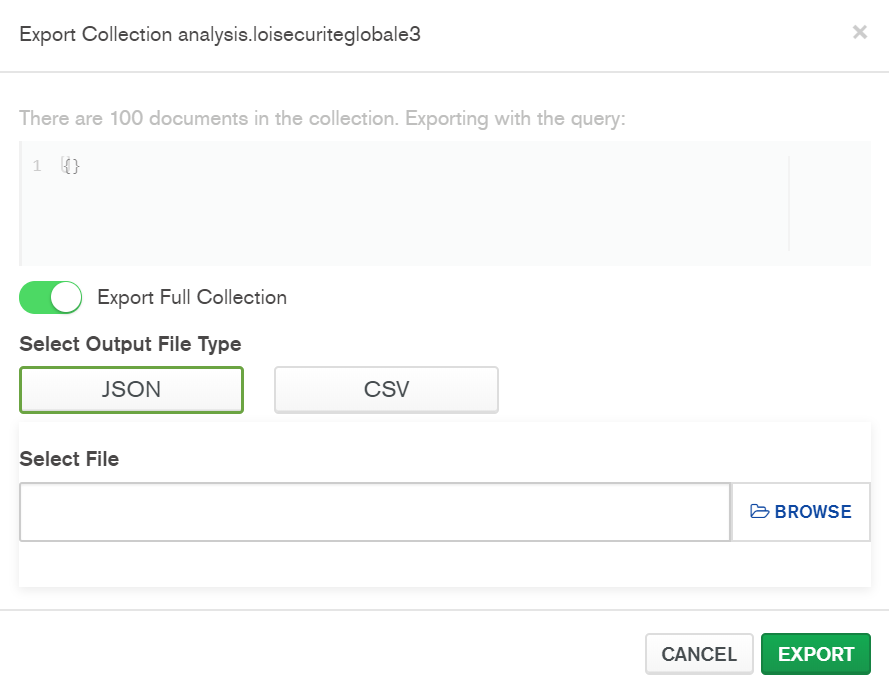 Export Collection analysis.loisecuriteglobale3 ×
There are 100 documents in the collection. Exporting with the query:
1 {}
Export Full Collection
Select Output File Type
JSON CSV
Select File
BROWSE
CANCEL EXPORT